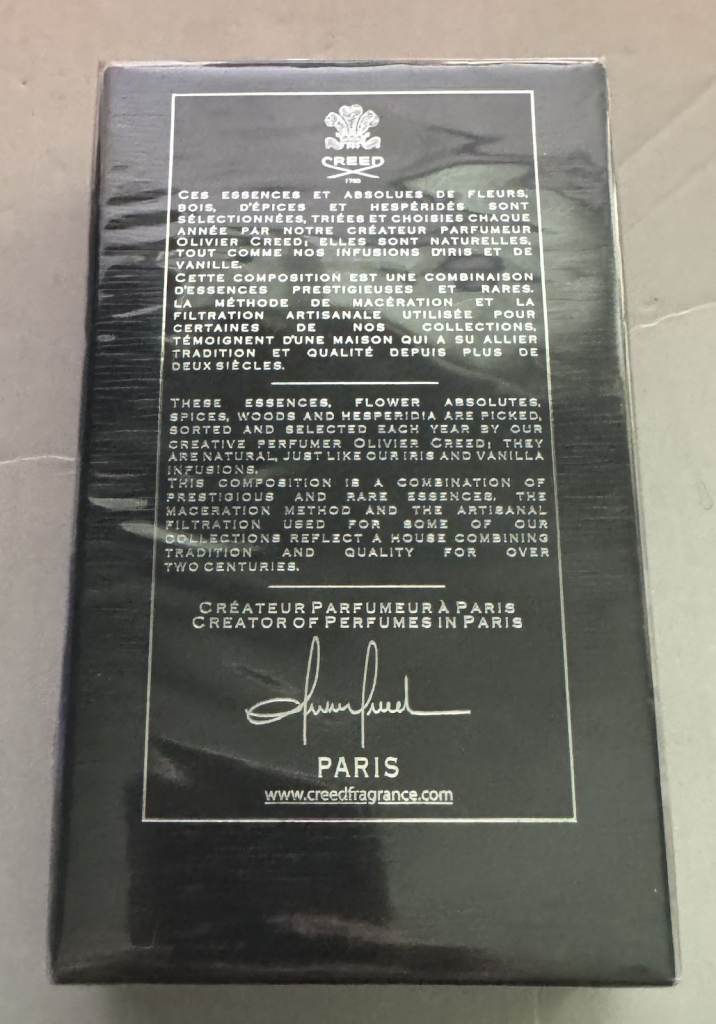 CREED
1760
CES ESSENCES ET ABSOLUES DE FLEURS,
BOIS, D'ÉPICES ET HESPÉRIDÉS SONT
SÉLECTIONNÉES, TRIÉES ET CHOISIES CHAQUE
ANNÉE PAR NOTRE CRÉATEUR PARFUMEUR
OLIVIER CREED; ELLES SONT NATURELLES,
TOUT COMME NOS INFUSIONS D'IRIS ET DE
VANILLE.
CETTE COMPOSITION EST UNE COMBINAISON
D'ESSENCES PRESTIGIEUSES ET RARES.
LA MÉTHODE DE MACÉRATION ET LA
FILTRATION ARTISANALE UTILISÉE POUR
CERTAINES DE NOS COLLECTIONS,
TÉMOIGNENT D'UNE MAISON QUI A SU ALLIER
TRADITION ET QUALITÉ DEPUIS PLUS DE
DEUX SIÈCLES.
THESE ESSENCES, FLOWER ABSOLUTES,
SPICES, WOODS AND HESPERIDIA ARE PICKED,
SORTED AND SELECTED EACH YEAR BY OUR
CREATIVE PERFUMER OLIVIER CREED; THEY
ARE NATURAL, JUST LIKE OUR IRIS AND VANILLA
INFUSIONS.
THIS COMPOSITION IS A COMBINATION OF
PRESTIGIOUS AND RARE ESSENCES. THE
MACERATION METHOD AND THE ARTISANAL
FILTRATION USED FOR SOME OF OUR
COLLECTIONS REFLECT A HOUSE COMBINING
TRADITION AND QUALITY FOR OVER
TWO CENTURIES.
CRÉATEUR PARFUMEUR À PARIS
CREATOR OF PERFUMES IN PARIS
Olivier Creed
PARIS
www.creedfragrance.com